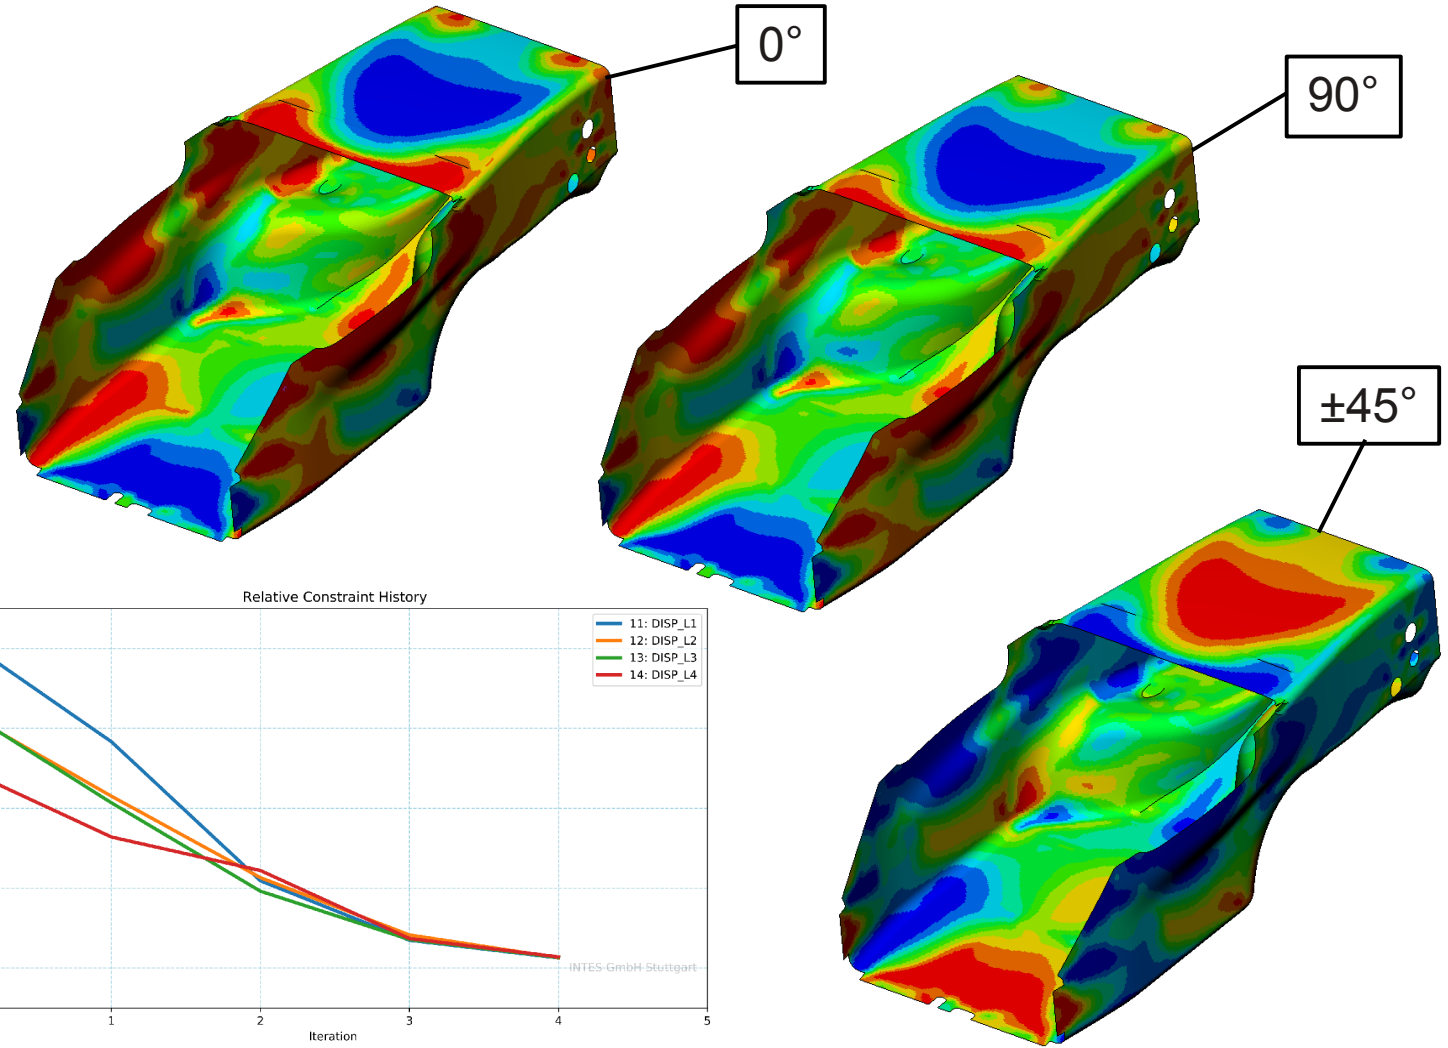 0°
90°
±45°
Relative Constraint History
11: DISP_L1
12: DISP_L2
13: DISP_L3
14: DISP_L4
INTES GmbH Stuttgart
1 2 3 4 5
Iteration